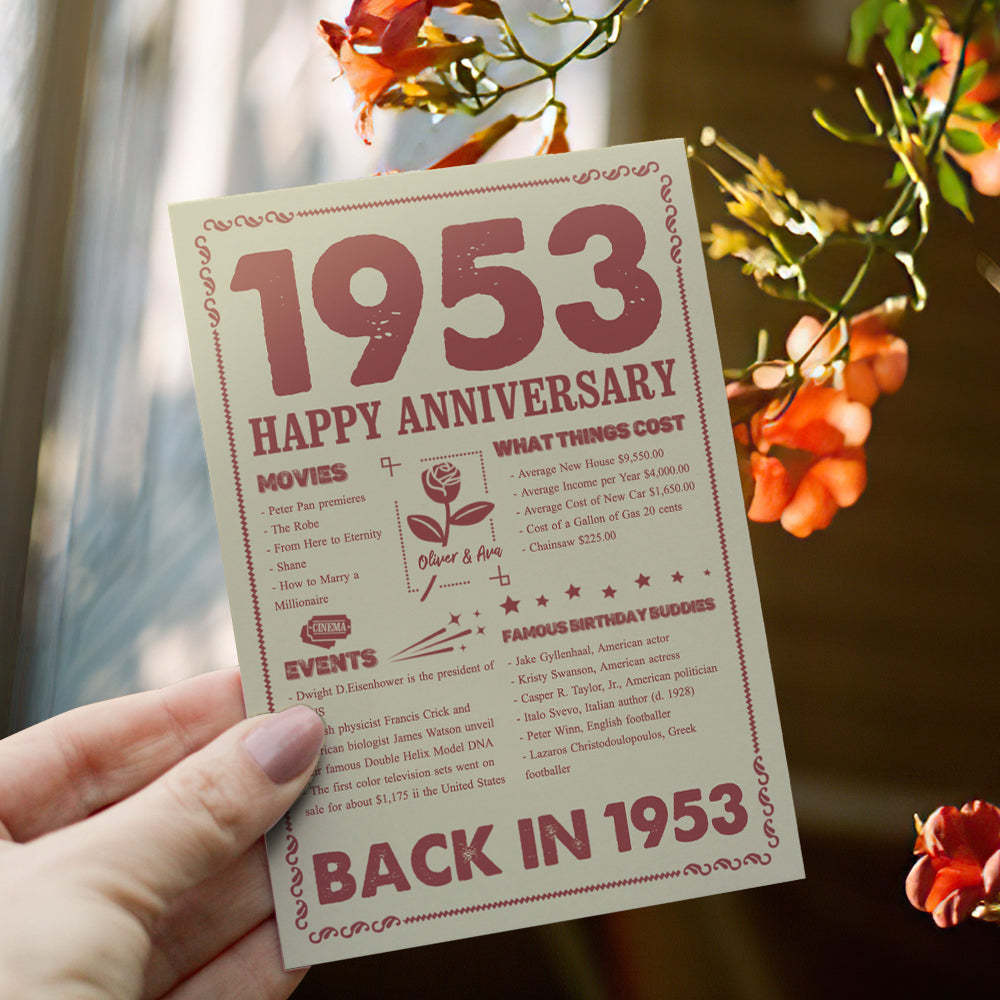 1953
HAPPY ANNIVERSARY
MOVIES
- Peter Pan premieres
- The Robe
- From Here to Eternity
- Shane
- How to Marry a
Millionaire
CINEMA
Oliver & Ava
WHAT THINGS COST
- Average New House $9,550.00
- Average Income per Year $4,000.00
- Average Cost of New Car $1,650.00
- Cost of a Gallon of Gas 20 cents
- Chainsaw $225.00
EVENTS
- Dwight D.Eisenhower is the president of
physicist Francis Crick and
biologist James Watson unveil
famous Double Helix Model DNA
The first color television sets went on
sale for about $1,175 ii the United States
FAMOUS BIRTHDAY BUDDIES
- Jake Gyllenhaal, American actor
- Kristy Swanson, American actress
- Casper R. Taylor, Jr., American politician
- Italo Svevo, Italian author (d. 1928)
- Peter Winn, English footballer
- Lazaros Christodoulopoulos, Greek
footballer
BACK IN 1953